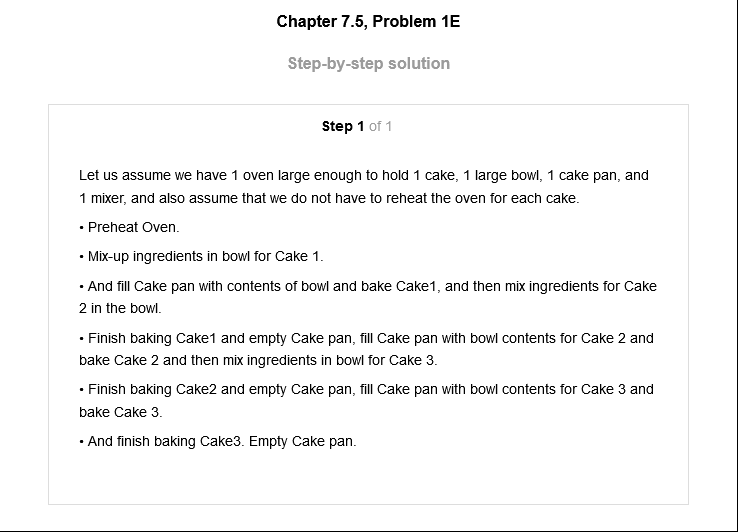 Chapter 7.5, Problem 1E
Step-by-step solution
Step 1 of 1
Let us assume we have 1 oven large enough to hold 1 cake, 1 large bowl, 1 cake pan, and
1 mixer, and also assume that we do not have to reheat the oven for each cake.
• Preheat Oven.
• Mix-up ingredients in bowl for Cake 1.
• And fill Cake pan with contents of bowl and bake Cake1, and then mix ingredients for Cake
2 in the bowl.
• Finish baking Cake1 and empty Cake pan, fill Cake pan with bowl contents for Cake 2 and
bake Cake 2 and then mix ingredients in bowl for Cake 3.
• Finish baking Cake2 and empty Cake pan, fill Cake pan with bowl contents for Cake 3 and
bake Cake 3.
• And finish baking Cake3. Empty Cake pan.